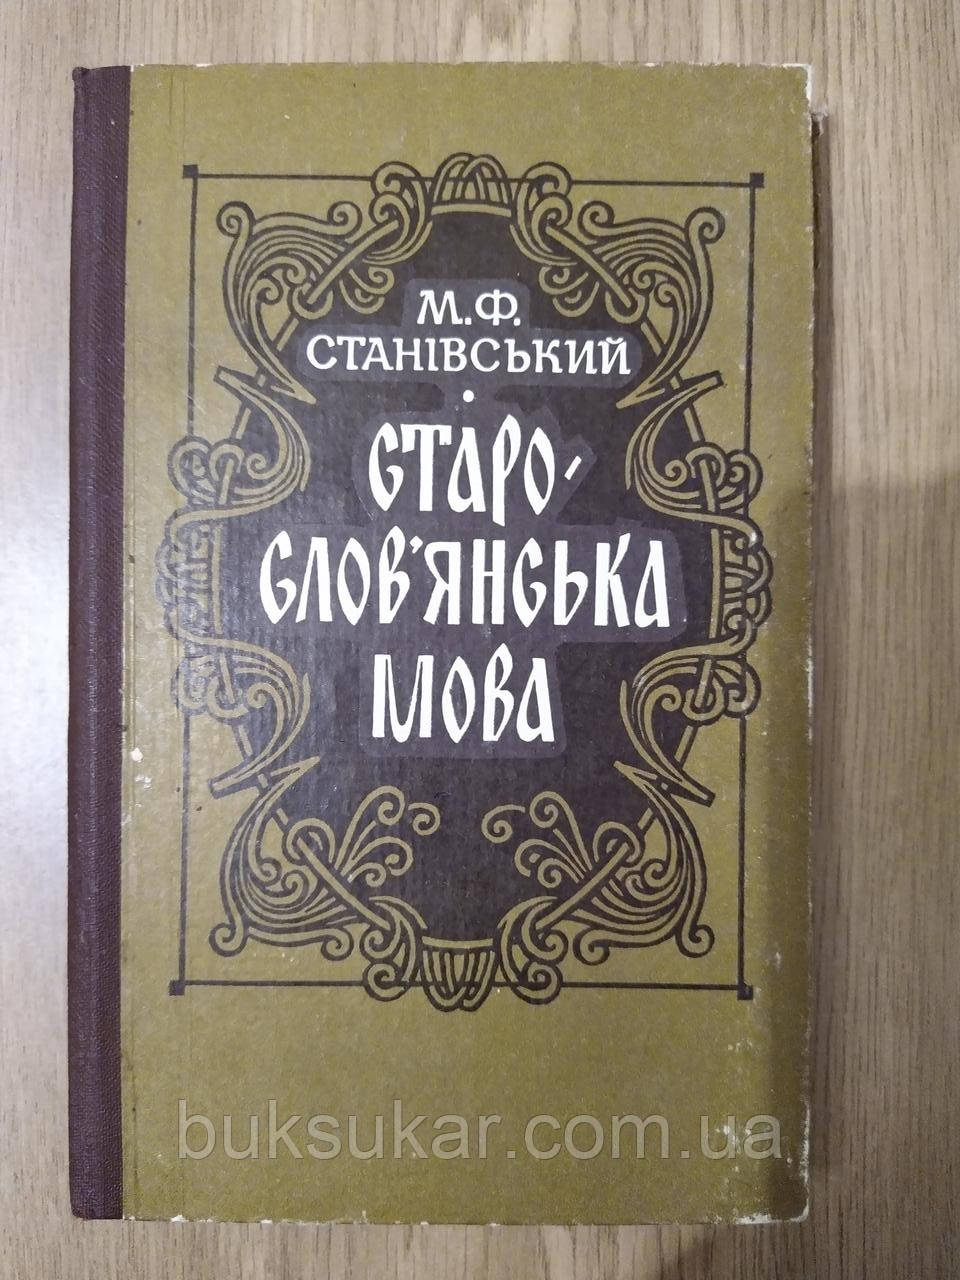 М.Ф.
СТАНІВСЬКИЙ
СТАРО-
СЛОВ'ЯНСЬКА
МОВА
buksukar.com.ua